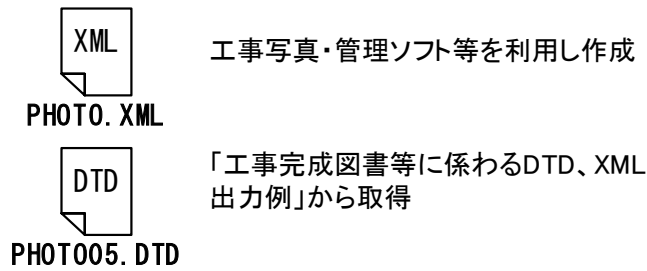 XML
工事写真・管理ソフト等を利用し作成
PHOTO.XML
DTD
「工事完成図書等に係わるDTD、XML
出力例」から取得
PHOTO05.DTD